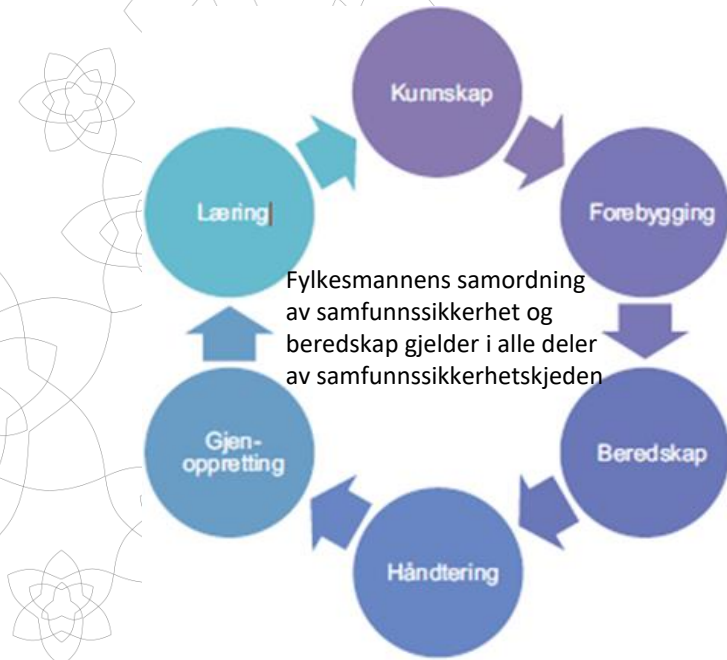 Kunnskap
Forebygging
Beredskap
Håndtering
Gjen-
oppretting
Læring
Fylkesmannens samordning
av samfunnssikkerhet og
beredskap gjelder i alle deler
av samfunnssikkerhetskjeden